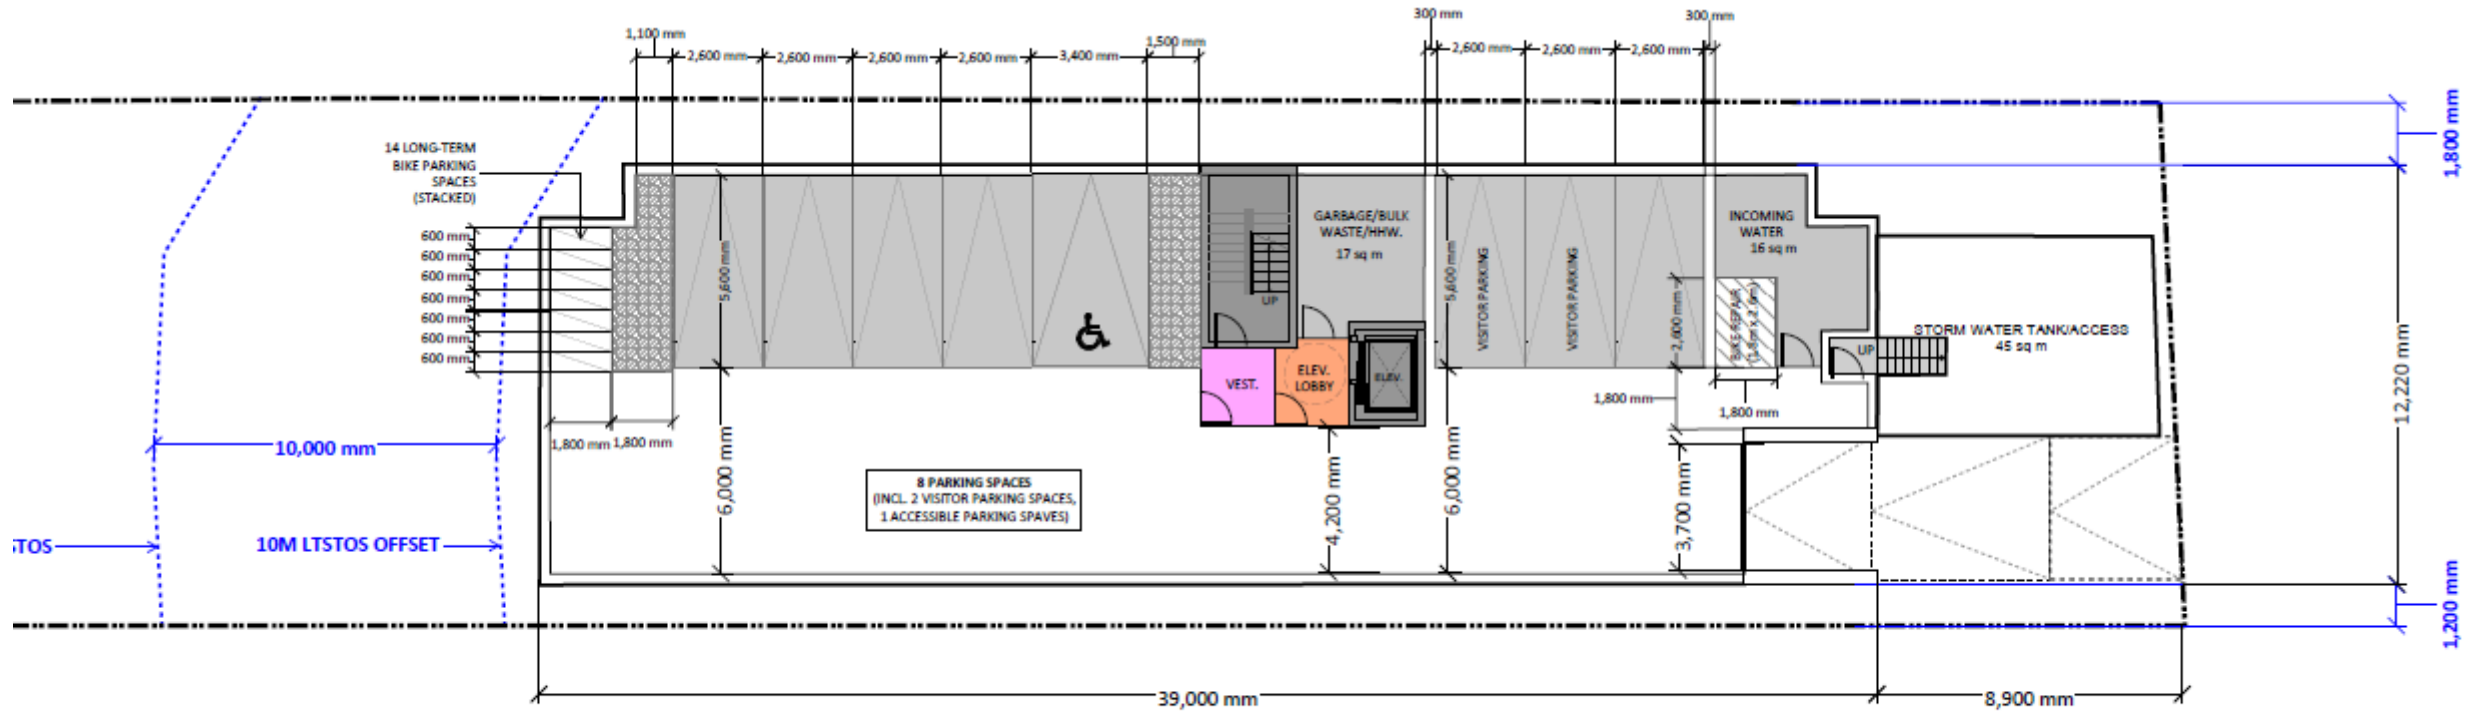 300 mm
300 mm
1,100 mm
1,500 mm
2,600 mm
2,600 mm
2,600 mm
2,600 mm
3,400 mm
2,600 mm
2,600 mm
2,600 mm
1,800 mm
14 LONG-TERM
BIKE PARKING
SPACES
(STACKED)
600 mm
600 mm
600 mm
600 mm
600 mm
600 mm
600 mm
5,600 mm
GARBAGE/BULK
WASTE/HHW.
17 sq m
UP
5,600 mm
VISITOR PARKING
VISITOR PARKING
INCOMING
WATER
16 sq m
2,600 mm
BIKE REPAIR
(1.8m x 2.6m)
STORM WATER TANK/ACCESS
45 sq m
UP
12,220 mm
VEST.
ELEV.
LOBBY
ELEV.
1,800 mm
1,800 mm
1,800 mm
1,800 mm
10,000 mm
6,000 mm
8 PARKING SPACES
(INCL. 2 VISITOR PARKING SPACES,
1 ACCESSIBLE PARKING SPAVES)
4,200 mm
6,000 mm
3,700 mm
STOS
10M LTSTOS OFFSET
1,200 mm
39,000 mm
8,900 mm